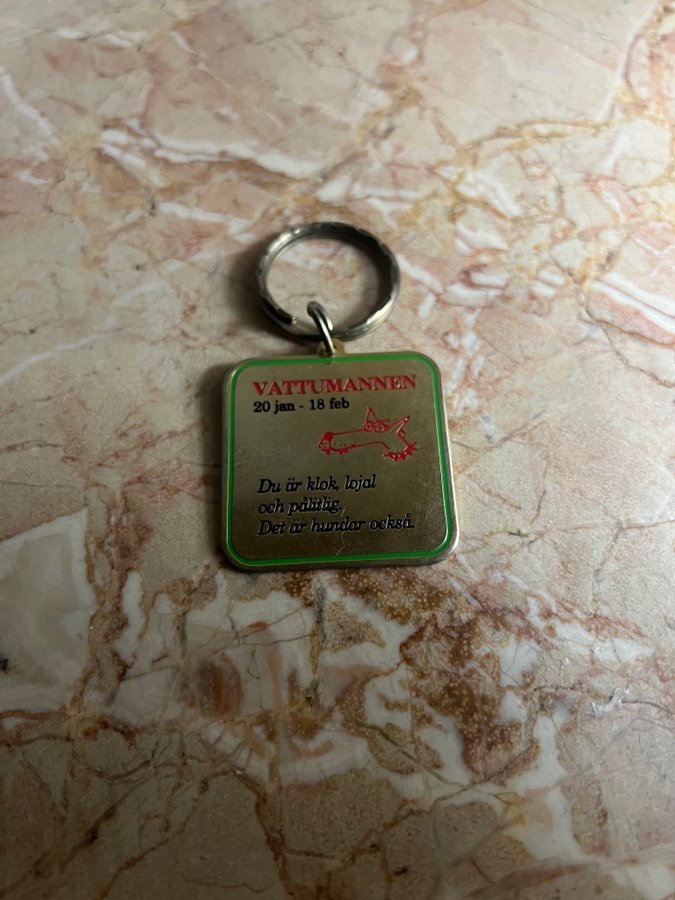 VATTUMANNEN
20 jan - 18 feb
Du är klok, lojal
och pålitlig.
Det är hundar också.